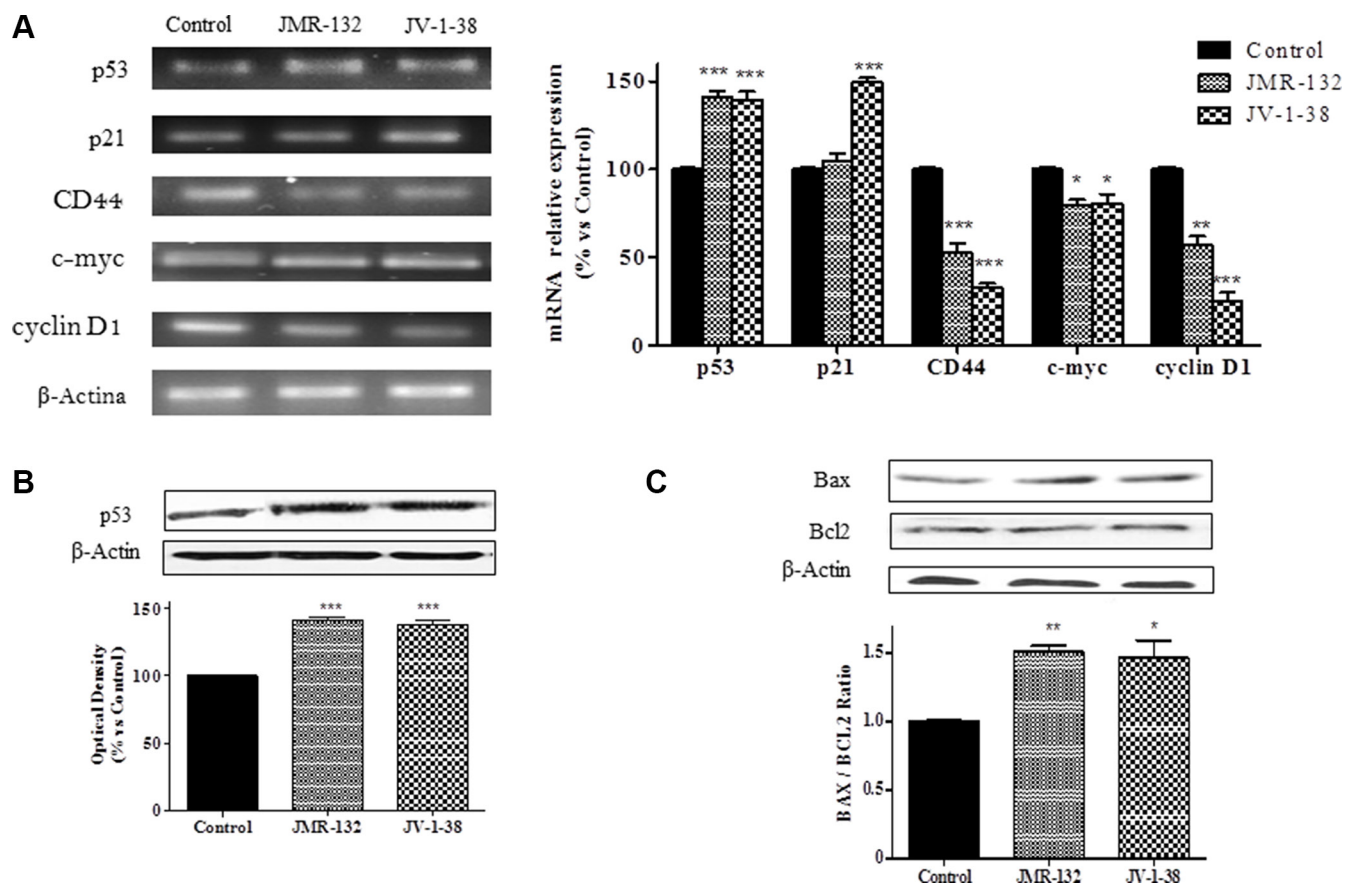 A
Control JMR-132 JV-1-38
p53
p21
CD44
c-myc
cyclin D1
β-Actina
Control
JMR-132
JV-1-38
mRNA relative expression
(% vs Control)
150
100
50
0
*** ***
***
***
***
* *
**
***
p53 p21 CD44 c-myc cyclin D1
B
p53
β-Actin
Optical Density
(% vs Control)
150
100
50
0
*** ***
Control JMR-132 JV-1-38
C
Bax
Bcl2
β-Actin
BAX / BCL2 Ratio
1.5
1.0
0.5
0
** *
Control JMR-132 JV-1-38